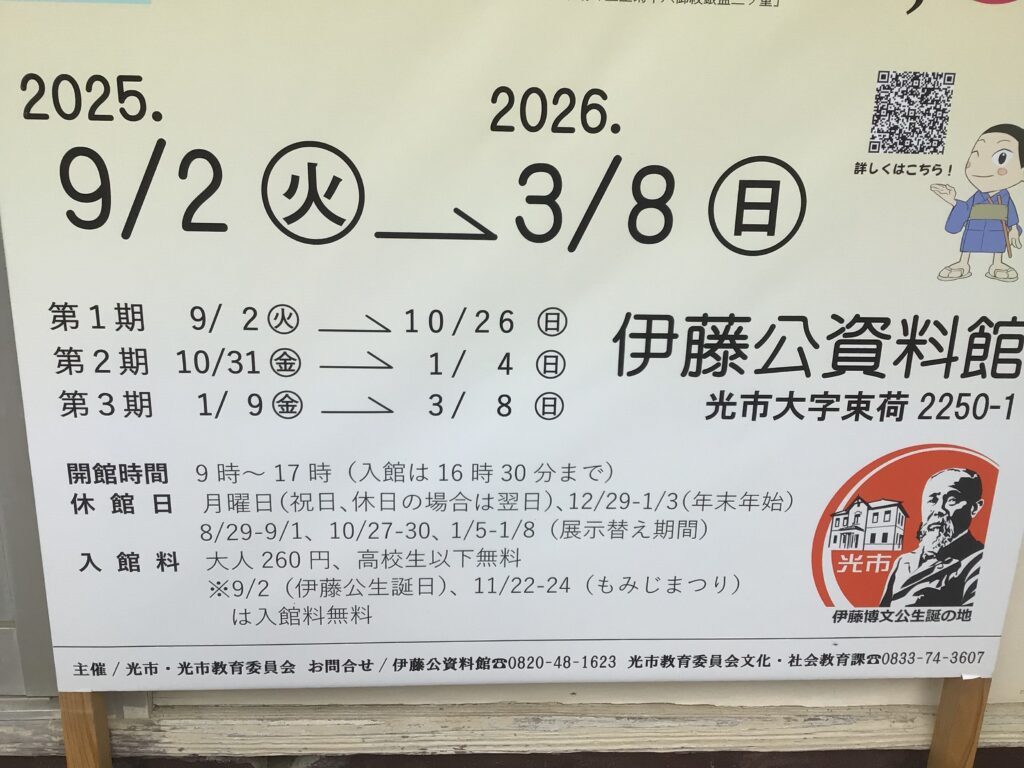 2025.
9/2㊋
2026.
3/8㊐
詳しくはこちら!
第1期 9/2㊋ 10/26㊐
第2期 10/31㊎ 1/4㊐
第3期 1/9㊎ 3/8㊐
伊藤公資料館
光市大字束荷 2250-1
開館時間 9時〜17時(入館は16時30分まで)
休館日 月曜日(祝日、休日の場合は翌日)、12/29-1/3(年末年始)
8/29-9/1、10/27-30、1/5-1/8(展示替え期間)
入館料 大人260円、高校生以下無料
※9/2(伊藤公生誕日)、11/22-24(もみじまつり)
は入館料無料
光市
伊藤博文公生誕の地
主催/光市・光市教育委員会 お問合せ/伊藤公資料館☎0820-48-1623 光市教育委員会文化・社会教育課☎0833-74-3607